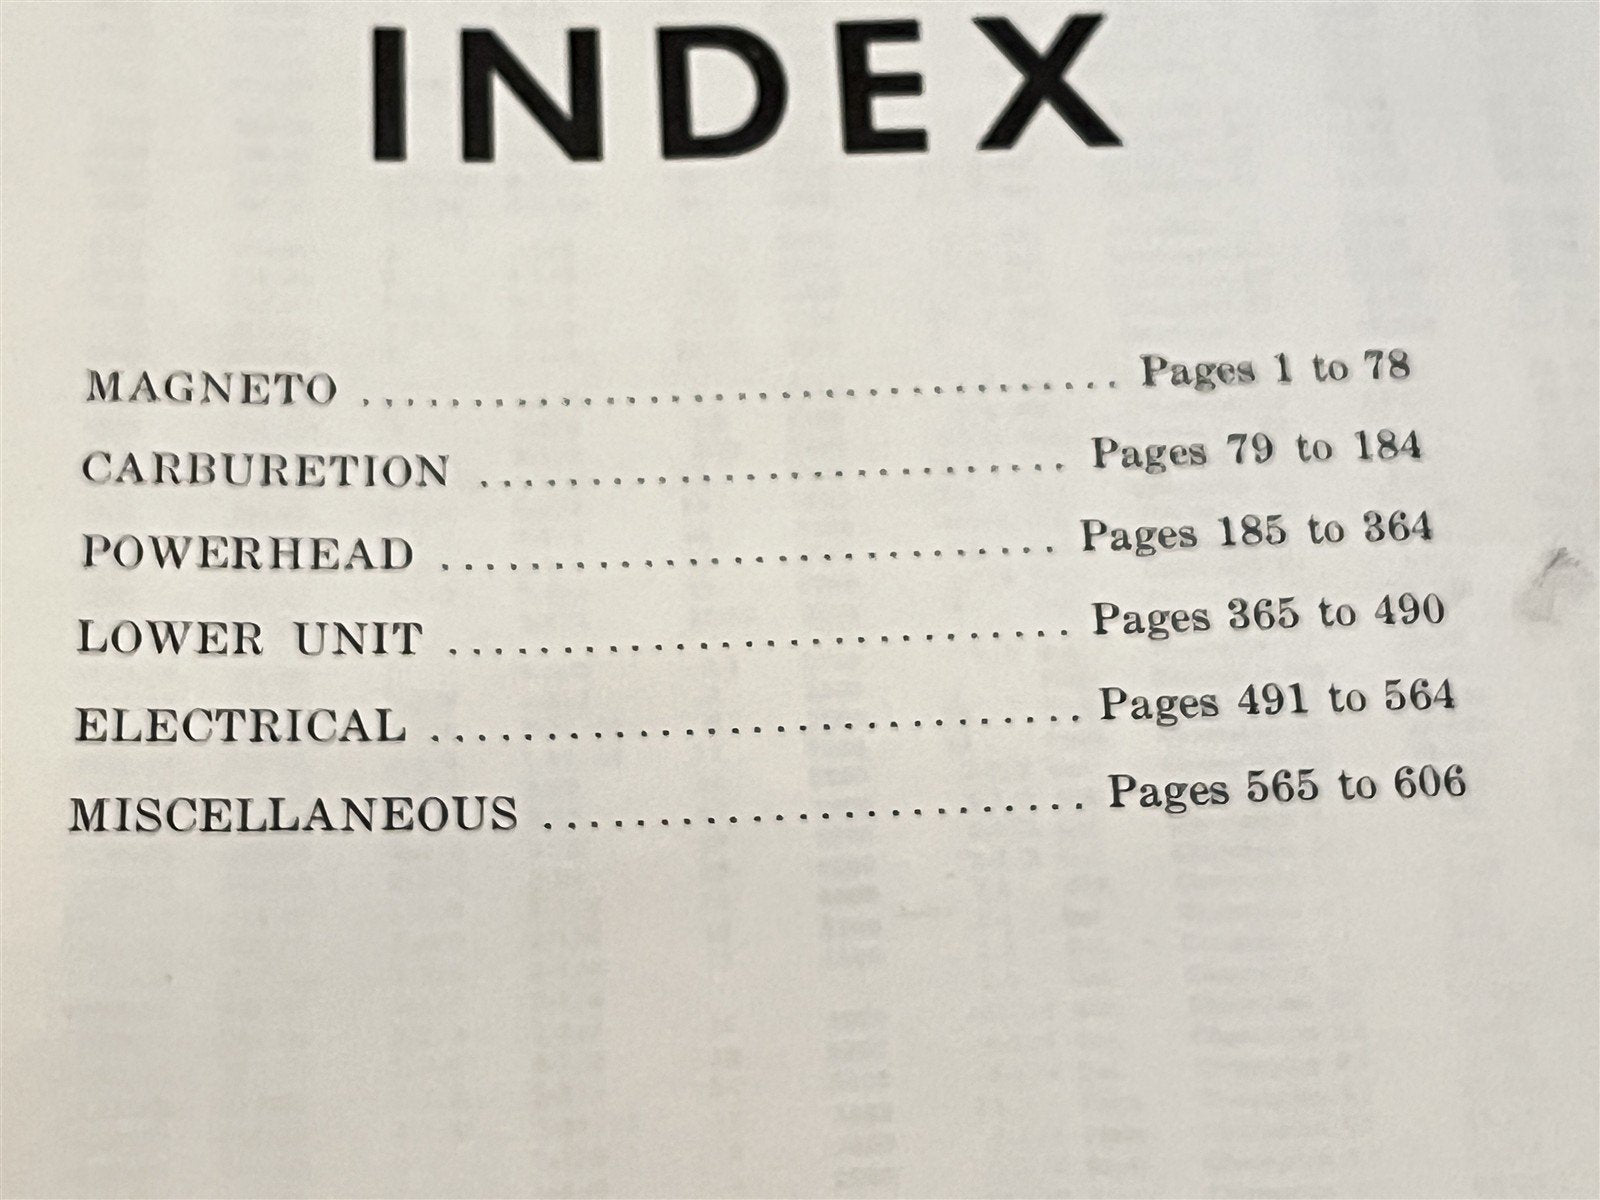 INDEX
MAGNETO .................................. Pages 1 to 78
CARBURETION ........................... Pages 79 to 184
POWERHEAD ............................ Pages 185 to 364
LOWER UNIT ............................ Pages 365 to 490
ELECTRICAL ............................. Pages 491 to 564
MISCELLANEOUS ........................ Pages 565 to 606